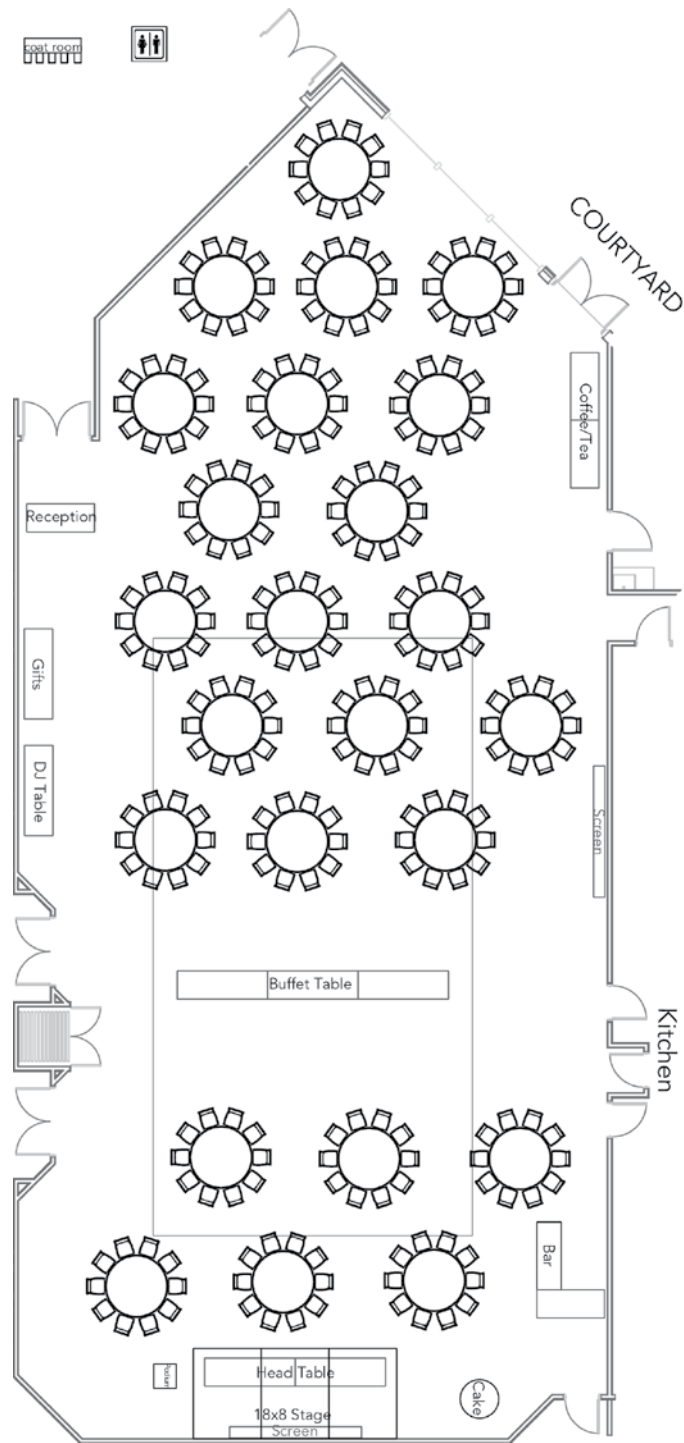 coat room
COURTYARD
Coffee/Tea
Reception
Gifts
DJ Table
Screen
Buffet Table
Kitchen
Bar
Podium
Head Table
18x8 Stage
Screen
Cake